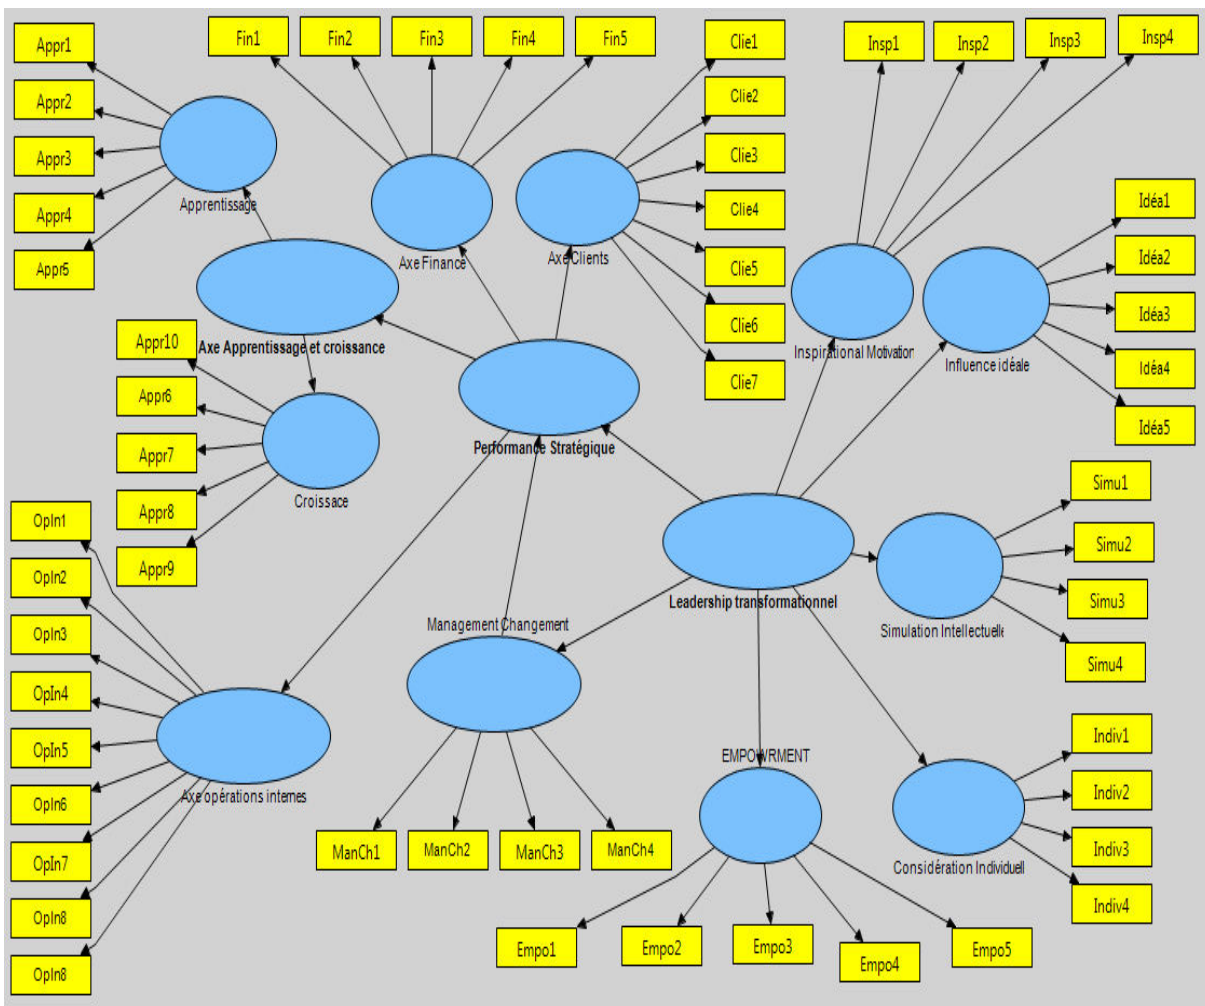 Appr1
Appr2
Appr3
Appr4
Appr5
Fin1
Fin2
Fin3
Fin4
Fin5
Clie1
Clie2
Clie3
Clie4
Clie5
Clie6
Clie7
Insp1
Insp2
Insp3
Insp4
Idéa1
Idéa2
Idéa3
Idéa4
Idéa5
Apprentissage
Axe Finance
Axe Clients
Inspirational Motivation
Influence idéale
Axe Apprentissage et croissance
Appr10
Appr6
Appr7
Appr8
Appr9
Croissace
Performance Stratégique
Simu1
Simu2
Simu3
Simu4
Leadership transformationnel
Simulation Intellectuelle
Management Changement
OpIn1
OpIn2
OpIn3
OpIn4
OpIn5
OpIn6
OpIn7
OpIn8
OpIn8
Axe opérations internes
EMPOWRMENT
Indiv1
Indiv2
Indiv3
Indiv4
Considération Individuell
ManCh1
ManCh2
ManCh3
ManCh4
Empo1
Empo2
Empo3
Empo4
Empo5